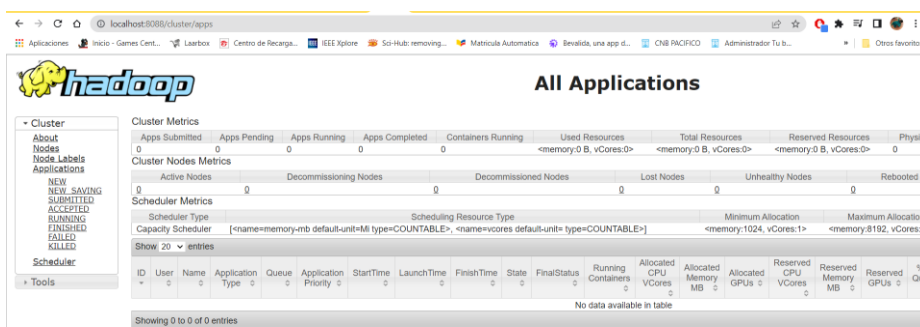 localhost:8088/cluster/apps
Aplicaciones Inicio - Games Cent... Laarbox Centro de Recarga... IEEE Xplore Sci-Hub: removing... Matricula Automatica Bevalida, una app d... CNB PACIFICO Administrador Tu b... » Otros favorito
hadoop
All Applications
Cluster
About
Nodes
Node Labels
Applications
NEW
NEW_SAVING
SUBMITTED
ACCEPTED
RUNNING
FINISHED
FAILED
KILLED
Scheduler
Tools
Cluster Metrics
Apps Submitted Apps Pending Apps Running Apps Completed Containers Running Used Resources Total Resources Reserved Resources Physi
0 0 0 0 0 <memory:0 B, vCores:0> <memory:0 B, vCores:0> <memory:0 B, vCores:0> 0
Cluster Nodes Metrics
Active Nodes Decommissioning Nodes Decommissioned Nodes Lost Nodes Unhealthy Nodes Rebooted
0 0 0 0 0 0
Scheduler Metrics
Scheduler Type Scheduling Resource Type Minimum Allocation Maximum Allocatio
Capacity Scheduler [<name=memory-mb default-unit=Mi type=COUNTABLE>, <name=vcores default-unit= type=COUNTABLE>] <memory:1024, vCores:1> <memory:8192, vCores:
Show 20 entries
ID User Name Application Type Queue Application Priority StartTime LaunchTime FinishTime State FinalStatus Running Containers Allocated CPU VCores Allocated Memory MB Allocated GPUs Reserved CPU VCores Reserved Memory MB Reserved GPUs
No data available in table
Showing 0 to 0 of 0 entries